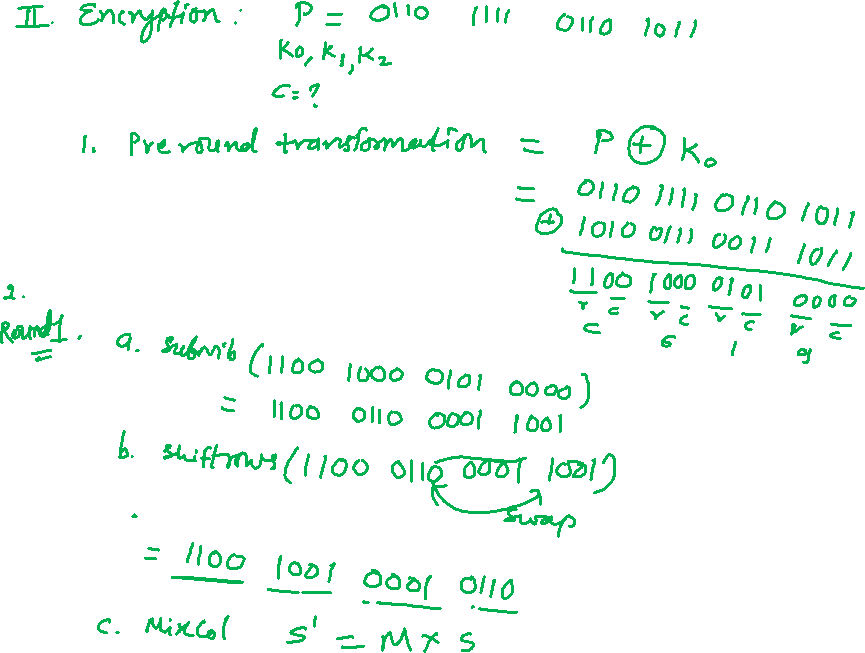 II. Encryption: P = 0110 1111 0110 1011
K0, K1, K2
C = ?
1. Pre round transformation = P ⊕ K0
= 0110 1111 0110 1011
⊕ 1010 0111 0011 1011
1100 1000 0101 0000
r c r c r c r c
C 6 1 9
2.
Round1. a. subnib (1100 1000 0101 0000)
= 1100 0110 0001 1001
b. shiftrows (1100 0110 0001 1001)
swap
= 1100 1001 0001 0110
c. Mixcol S' = M x S